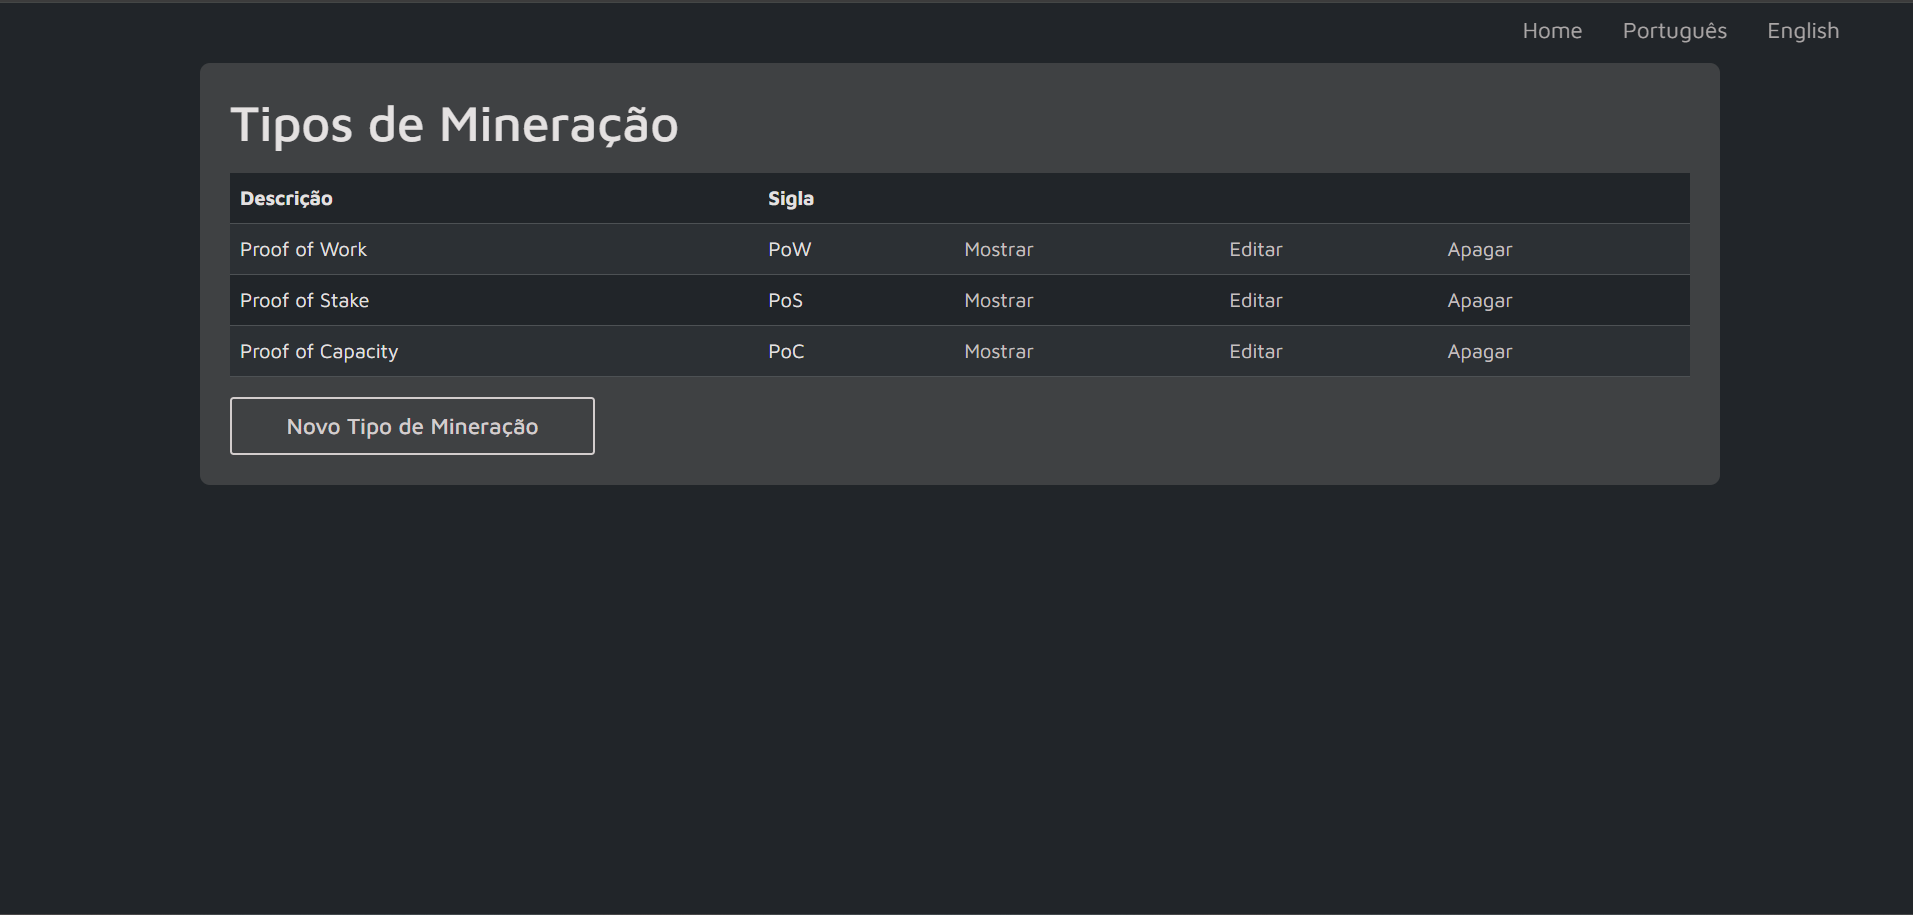 Home Português English
Tipos de Mineração
Descrição Sigla
Proof of Work PoW Mostrar Editar Apagar
Proof of Stake PoS Mostrar Editar Apagar
Proof of Capacity PoC Mostrar Editar Apagar
Novo Tipo de Mineração